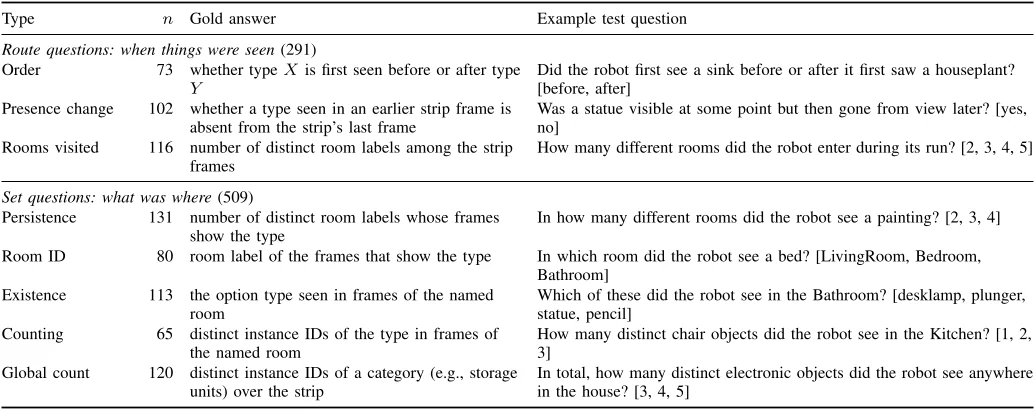 Type n Gold answer Example test question
Route questions: when things were seen (291)
Order 73 whether type X is first seen before or after type Did the robot first see a sink before or after it first saw a houseplant?
Y [before, after]
Presence change 102 whether a type seen in an earlier strip frame is Was a statue visible at some point but then gone from view later? [yes,
absent from the strip's last frame no]
Rooms visited 116 number of distinct room labels among the strip How many different rooms did the robot enter during its run? [2, 3, 4, 5]
frames
Set questions: what was where (509)
Persistence 131 number of distinct room labels whose frames In how many different rooms did the robot see a painting? [2, 3, 4]
show the type
Room ID 80 room label of the frames that show the type In which room did the robot see a bed? [LivingRoom, Bedroom,
Bathroom]
Existence 113 the option type seen in frames of the named Which of these did the robot see in the Bathroom? [desklamp, plunger,
room statue, pencil]
Counting 65 distinct instance IDs of the type in frames of How many distinct chair objects did the robot see in the Kitchen? [1, 2,
the named room 3]
Global count 120 distinct instance IDs of a category (e.g., storage In total, how many distinct electronic objects did the robot see anywhere
units) over the strip in the house? [3, 4, 5]